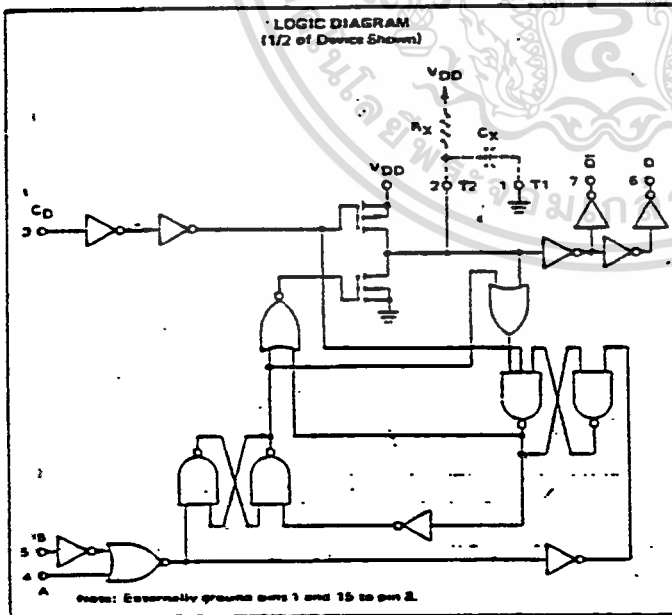 LOGIC DIAGRAM
(1/2 of Device Shown)
VDD
RX
CX
VDD
2 T2
1 T1
7
6
CD
3
5
4
A
Note: Externally ground pins 1 and 15 to pin 8.